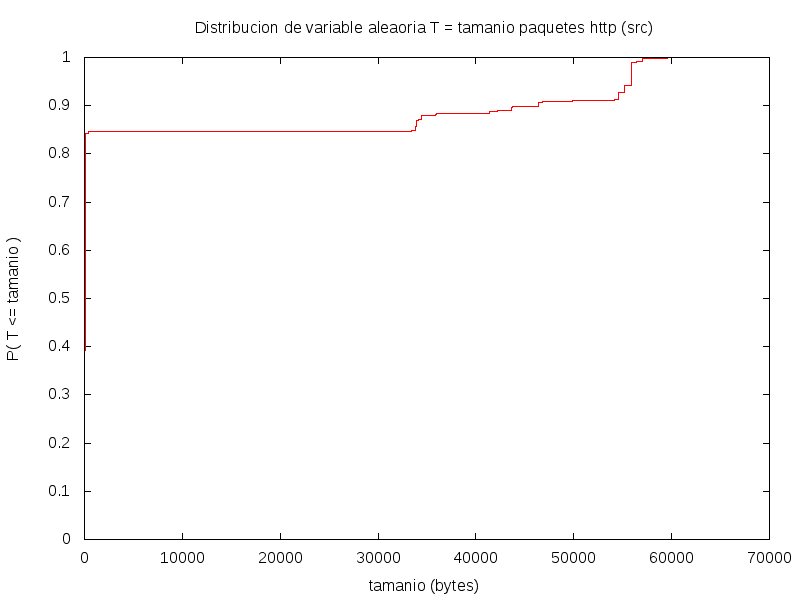 Distribucion de variable aleaoria T = tamanio paquetes http (src)
1
0.9
0.8
0.7
0.6
0.5
0.4
0.3
0.2
0.1
0
P( T <= tamanio )
0 10000 20000 30000 40000 50000 60000 70000
tamanio (bytes)